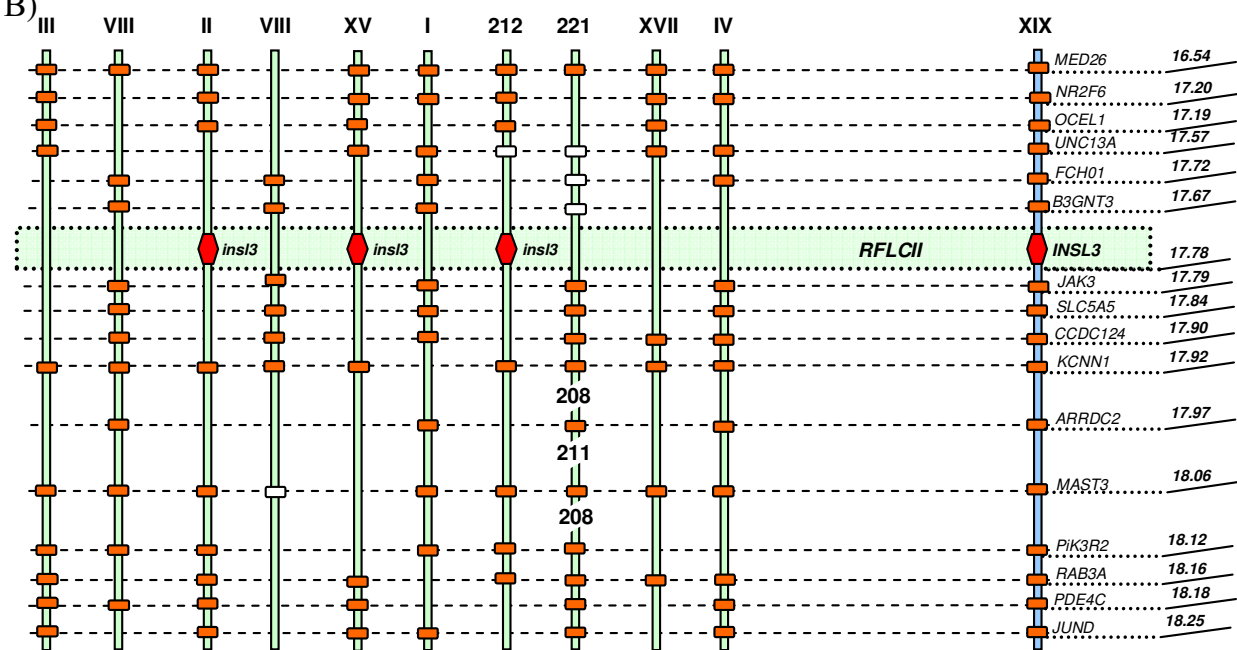 B)
III VIII II VIII XV I 212 221 XVII IV XIX
MED26 16.54
NR2F6 17.20
OCEL1 17.19
UNC13A 17.57
FCH01 17.72
B3GNT3 17.67
insl3 insl3 insl3 RFLCII INSL3 17.78
JAK3 17.79
SLC5A5 17.84
CCDC124 17.90
KCNN1 17.92
208
ARRDC2 17.97
211
MAST3 18.06
208
PiK3R2 18.12
RAB3A 18.16
PDE4C 18.18
JUND 18.25